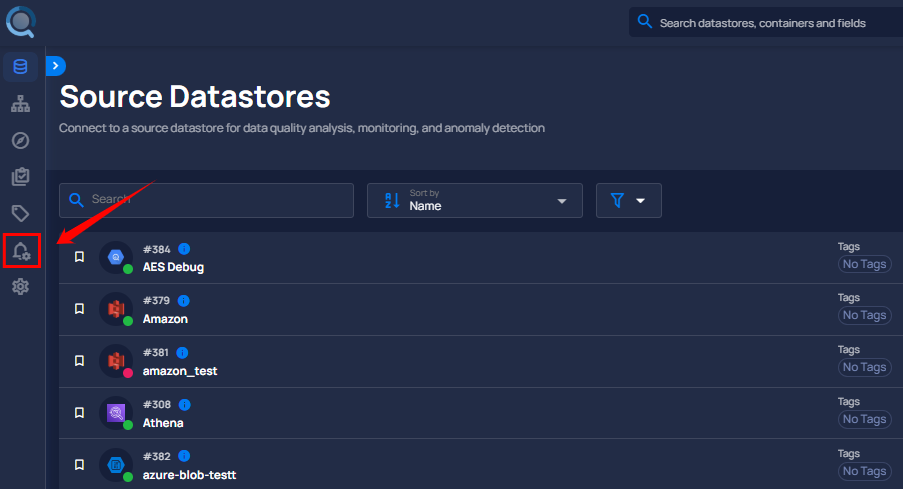 Search datastores, containers and fields
Source Datastores
Connect to a source datastore for data quality analysis, monitoring, and anomaly detection
Search
Sort by
Name
#384
AES Debug
Tags
No Tags
#379
Amazon
Tags
No Tags
#381
amazon_test
Tags
No Tags
#308
Athena
Tags
No Tags
#382
azure-blob-testt
Tags
No Tags